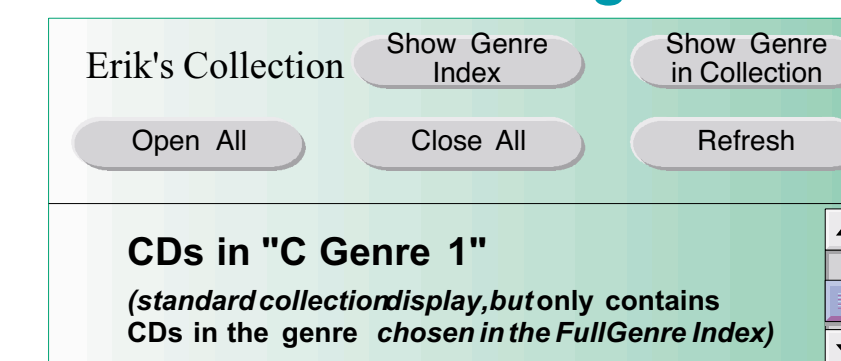 Erik's Collection
Show Genre Index
Show Genre in Collection
Open All
Close All
Refresh
CDs in "C Genre 1"
(standard collection display, but only contains
CDs in the genre chosen in the Full Genre Index)